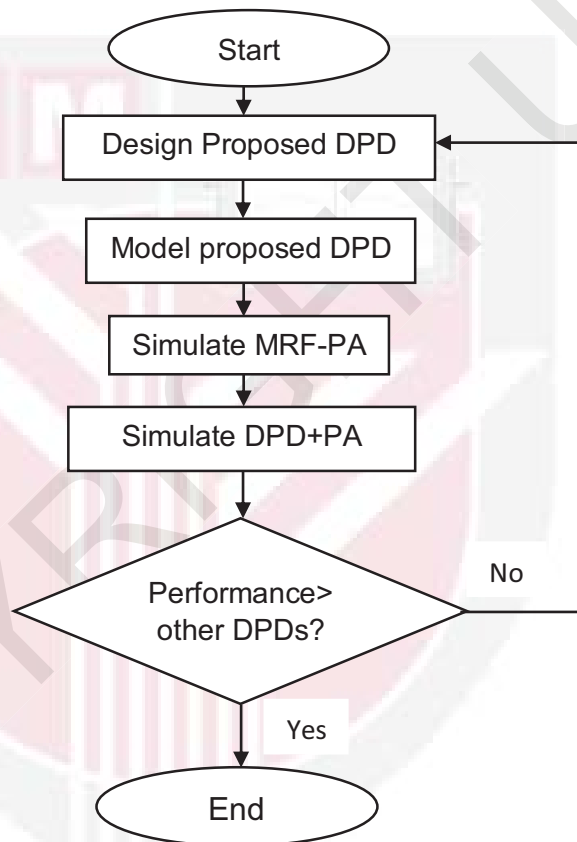 Start
Design Proposed DPD
Model proposed DPD
Simulate MRF-PA
Simulate DPD+PA
Performance>
other DPDs?
No
Yes
End